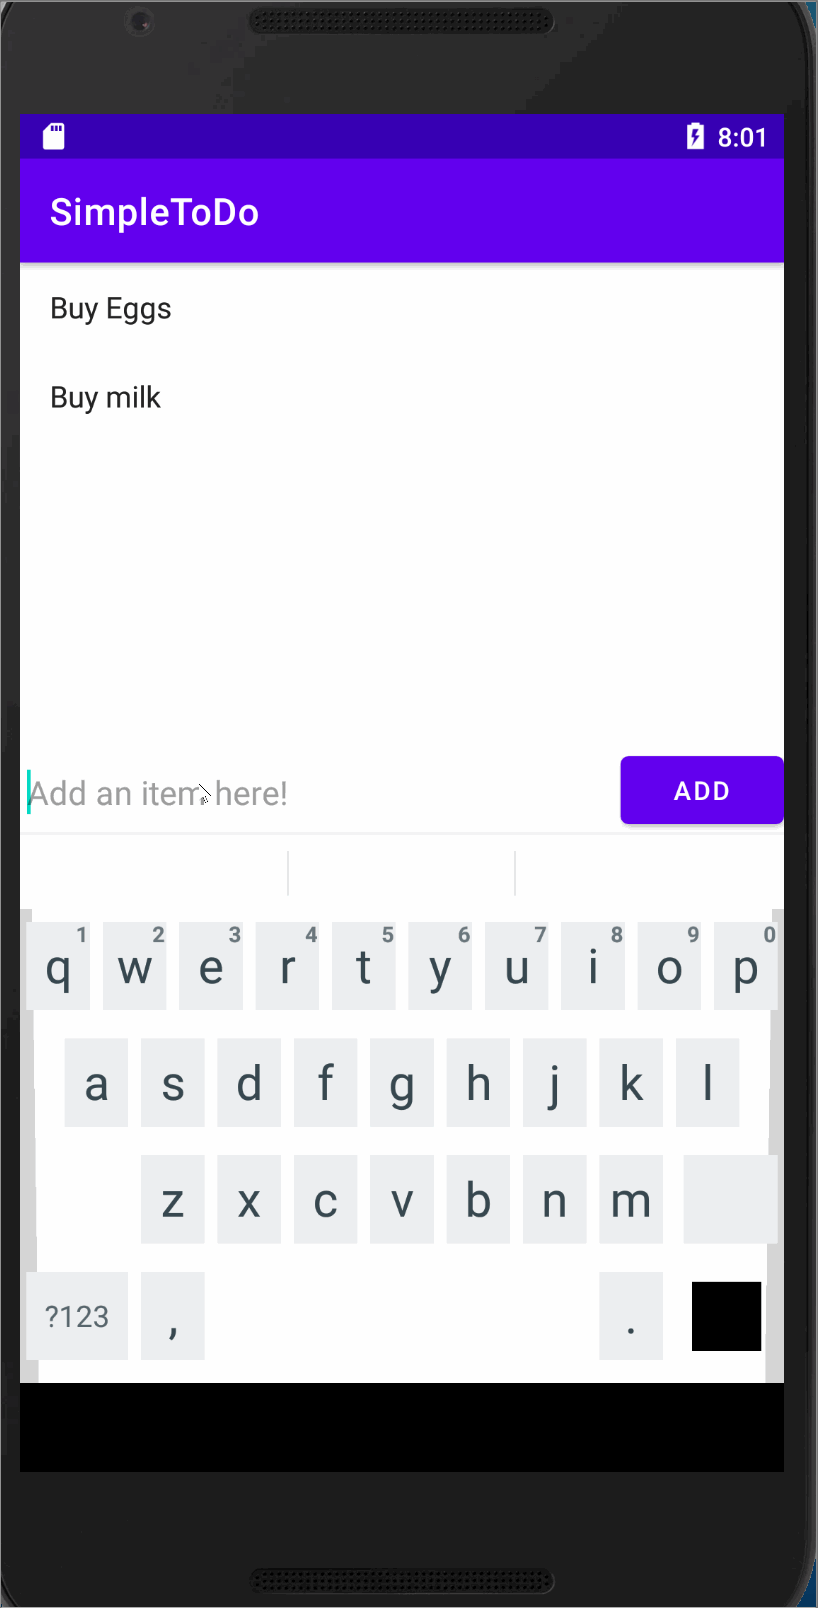 8:01
SimpleToDo
Buy Eggs
Buy milk
Add an item here!
ADD
1 2 3 4 5 6 7 8 9 0
q w e r t y u i o p
a s d f g h j k l
z x c v b n m
?123 , .